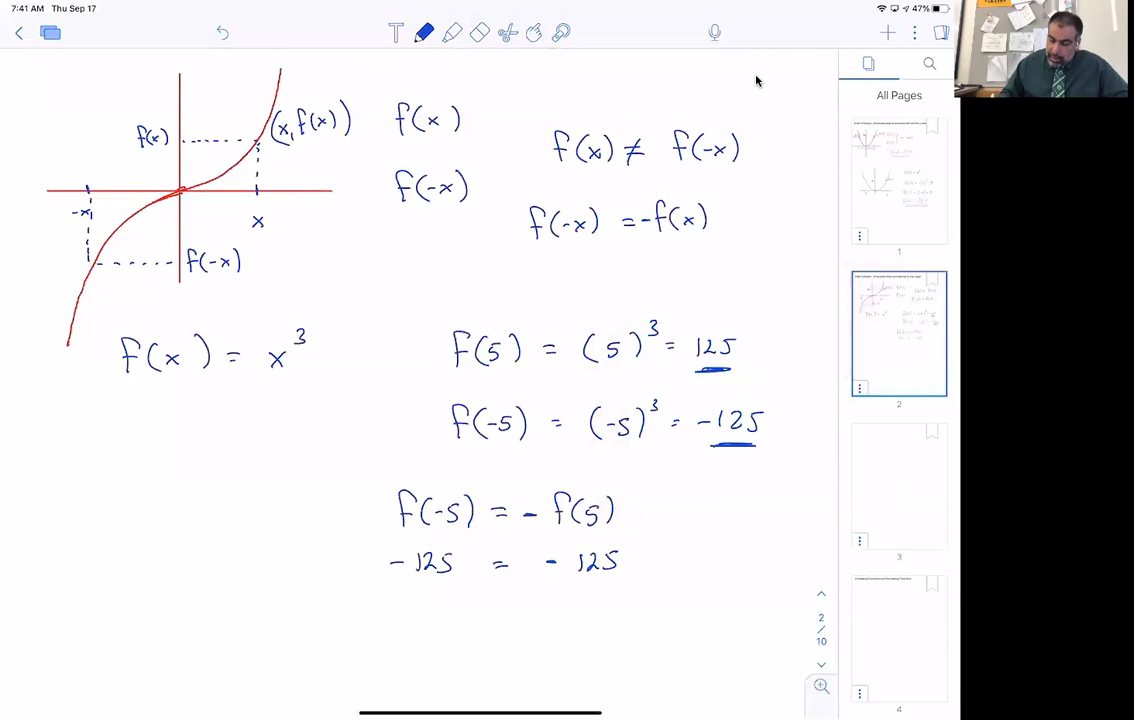 7:41 AM Thu Sep 17
47%
T
All Pages
f(x)
(x, f(x))
-x
x
f(-x)
f(x)
f(-x)
f(x) ≠ f(-x)
f(-x) = -f(x)
f(x) = x³
f(5) = (5)³ = 125
f(-5) = (-5)³ = -125
f(-5) = - f(5)
-125 = - 125
2
/
10
1
2
3
4